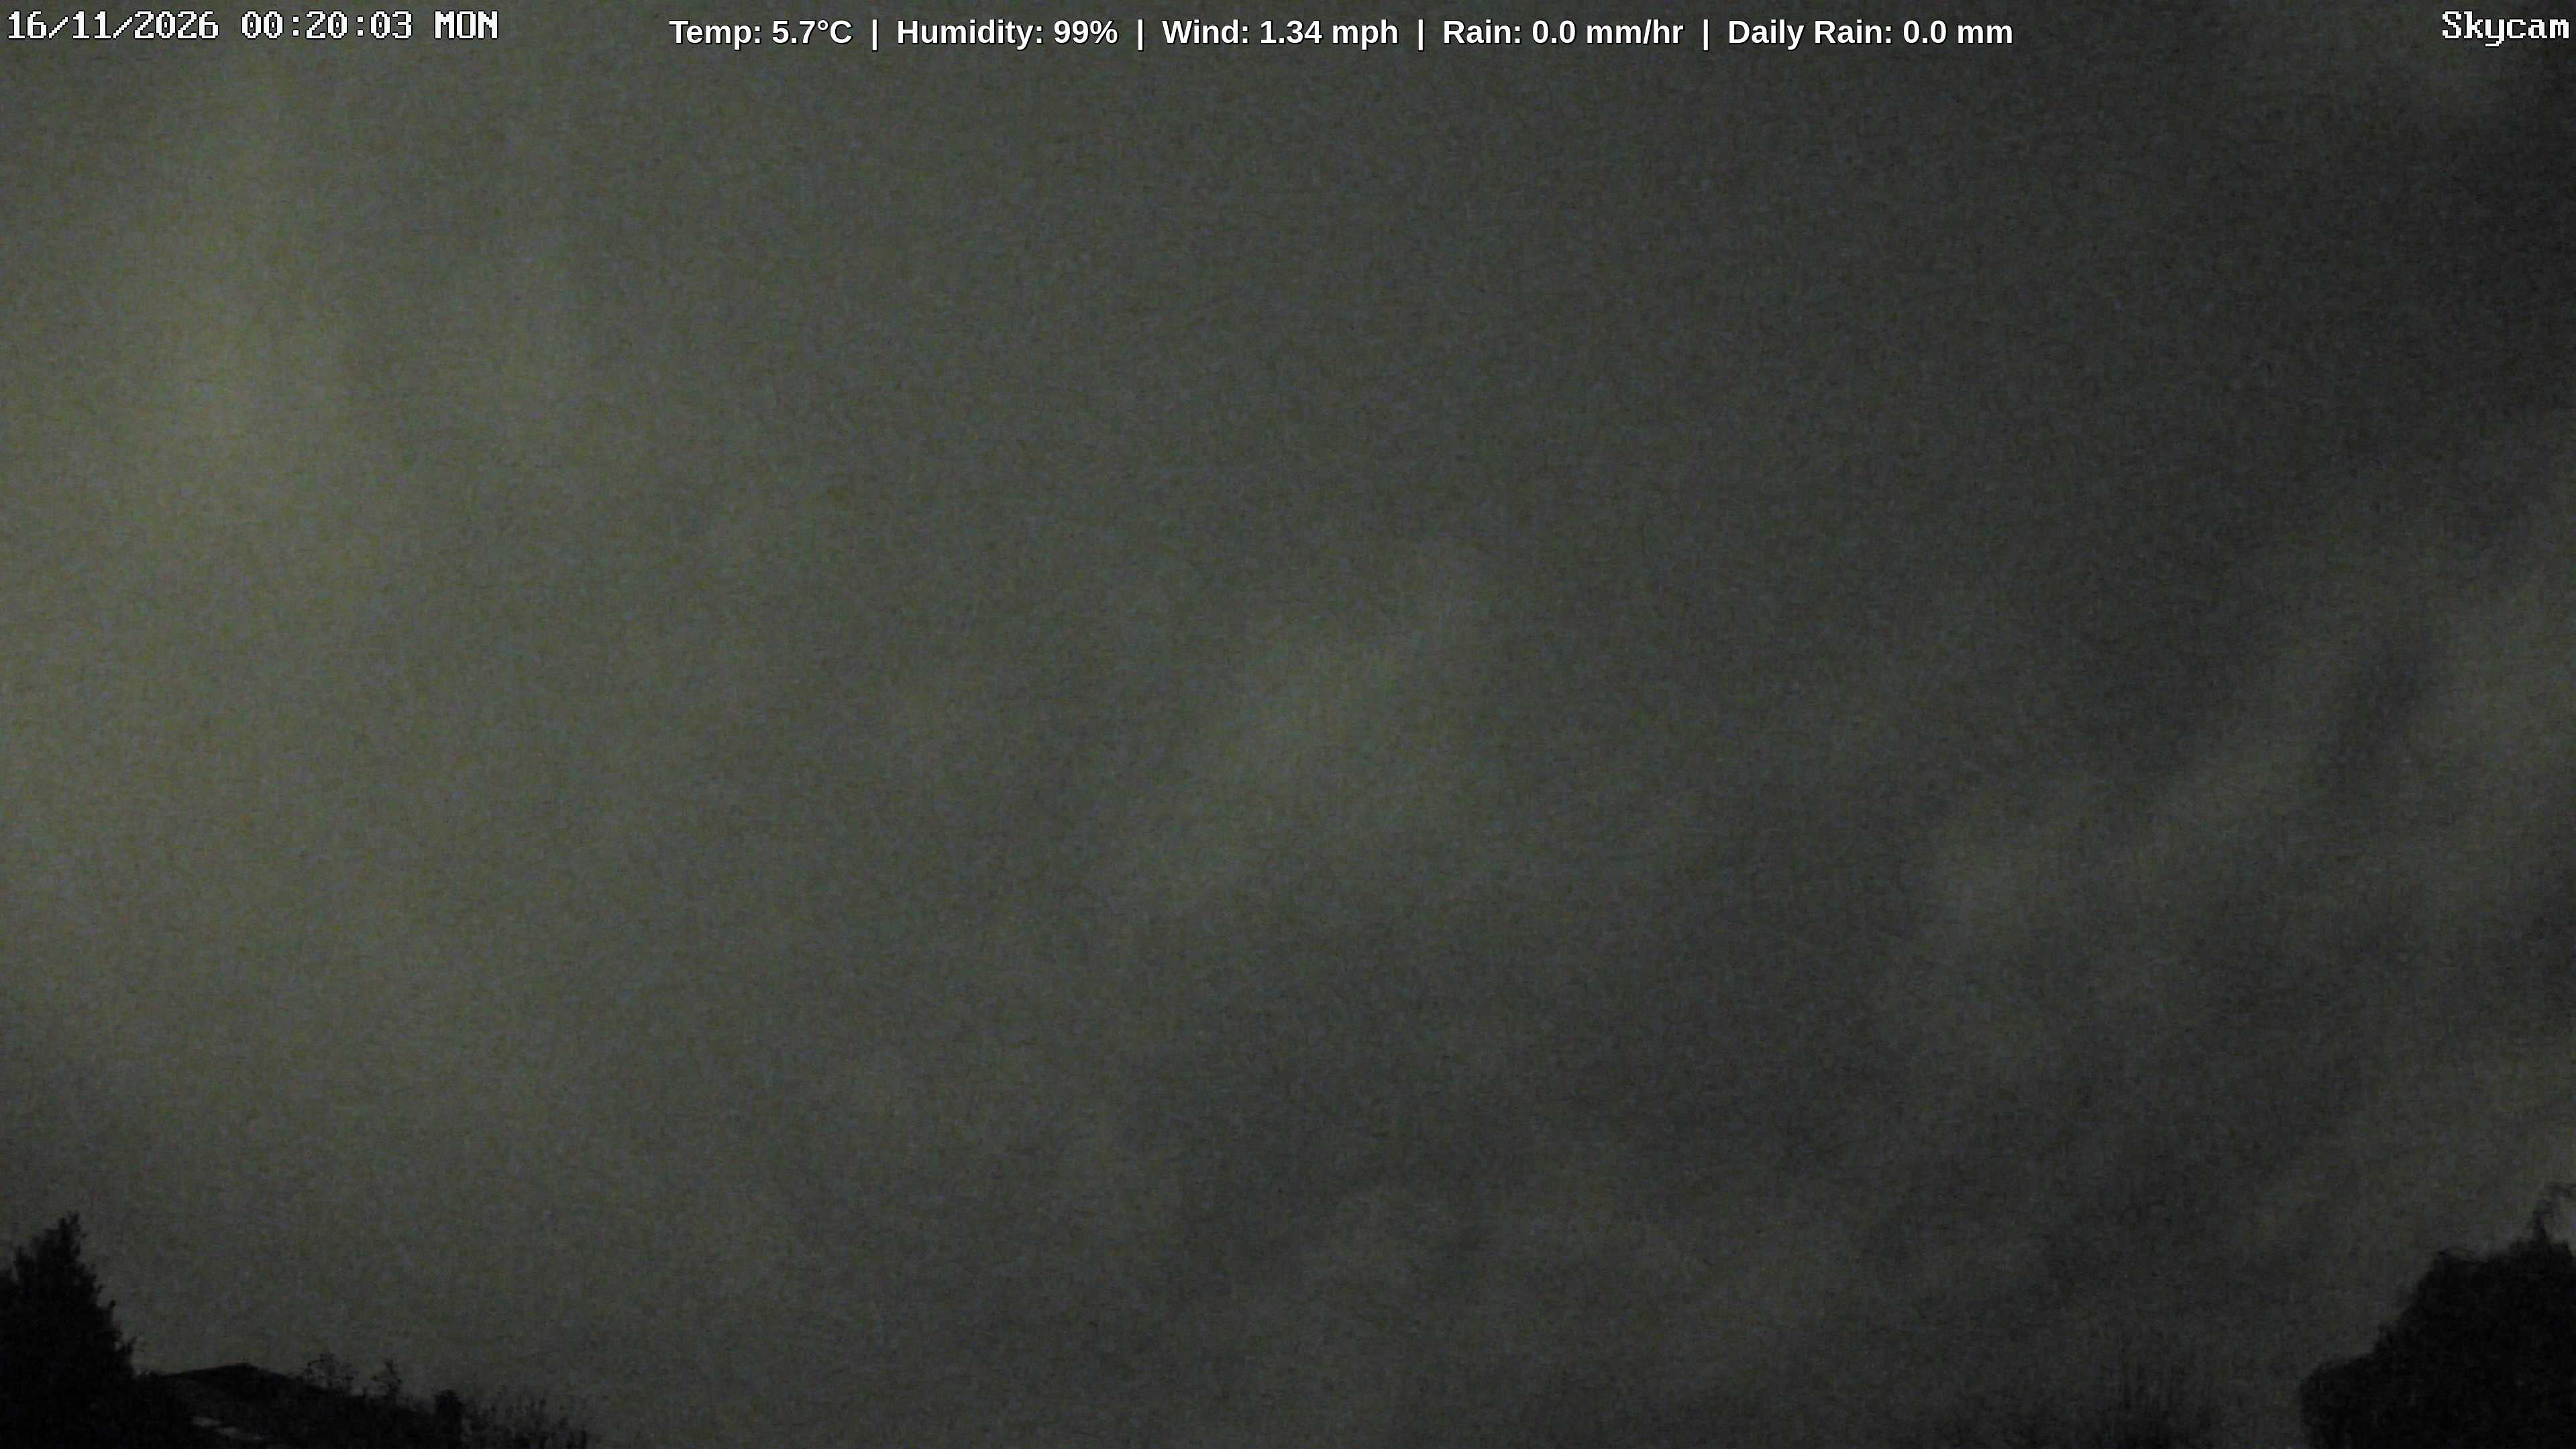 16/11/2026 00:20:03 MON
Temp: 5.7°C | Humidity: 99% | Wind: 1.34 mph | Rain: 0.0 mm/hr | Daily Rain: 0.0 mm
Skycam